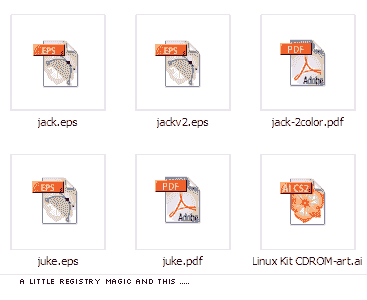 EPS EPS PDF
Adobe Adobe
jack.eps jackv2.eps jack-2color.pdf
EPS PDF AI CS2
Adobe
juke.eps juke.pdf Linux Kit CDROM-art.ai
A LITTLE REGISTRY MAGIC AND THIS .....